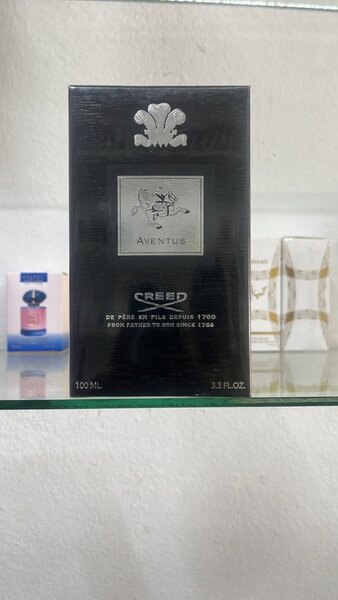 AVENTUS
CREED
DE PÈRE EN FILS DEPUIS 1760
FROM FATHER TO SON SINCE 1760
100 ML
3.3 FL.OZ.